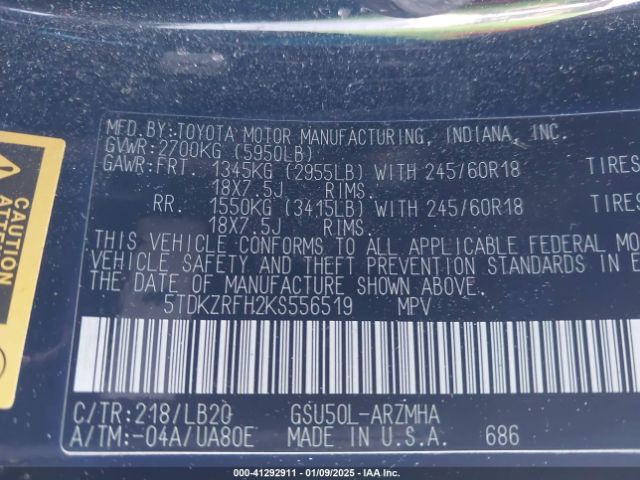 MFD.BY:TOYOTA MOTOR MANUFACTURING, INDIANA, INC.
GVWR:2700KG (5950LB)
GAWR:FRT. 1345KG (2955LB) WITH 245/60R18 TIRES
18X7.5J RIMS.
RR. 1550KG (3415LB) WITH 245/60R18 TIRES
18X7.5J RIMS.
THIS VEHICLE CONFORMS TO ALL APPLICABLE FEDERAL MO
VEHICLE SAFETY AND THEFT PREVENTION STANDARDS IN E
THE DATE OF MANUFACTURE SHOWN ABOVE.
5TDKZRFH2KS556519 MPV
C/TR:218/LB20 GSU50L-ARZMHA
A/TM:-04A/UA80E MADE IN U.S.A. 686
CAUTION
ATTE
000-41292911 - 01/09/2025 - IAAI.COM